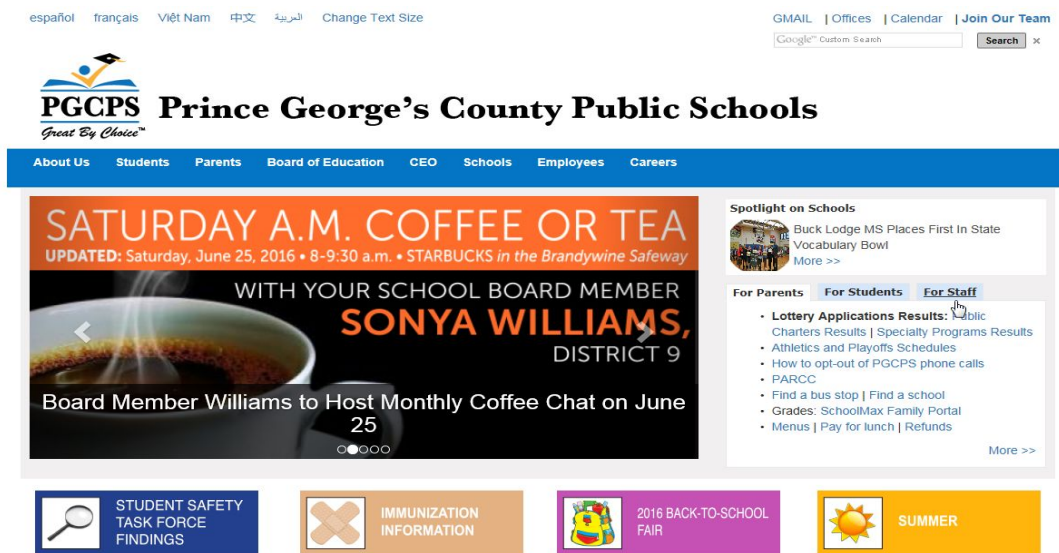 español français Việt Nam 中文 العربية Change Text Size
GMAIL | Offices | Calendar | Join Our Team
Google™ Custom Search Search ×
PGCPS
Great By Choice™
Prince George's County Public Schools
About Us Students Parents Board of Education CEO Schools Employees Careers
SATURDAY A.M. COFFEE OR TEA
UPDATED: Saturday, June 25, 2016 • 8-9:30 a.m. • STARBUCKS in the Brandywine Safeway
WITH YOUR SCHOOL BOARD MEMBER
SONYA WILLIAMS,
DISTRICT 9
Board Member Williams to Host Monthly Coffee Chat on June
25
Spotlight on Schools
Buck Lodge MS Places First In State
Vocabulary Bowl
More >>
For Parents For Students For Staff
• Lottery Applications Results: Public
Charters Results | Specialty Programs Results
• Athletics and Playoffs Schedules
• How to opt-out of PGCPS phone calls
• PARCC
• Find a bus stop | Find a school
• Grades: SchoolMax Family Portal
• Menus | Pay for lunch | Refunds
More >>
STUDENT SAFETY
TASK FORCE
FINDINGS
IMMUNIZATION
INFORMATION
2016 BACK-TO-SCHOOL
FAIR
SUMMER